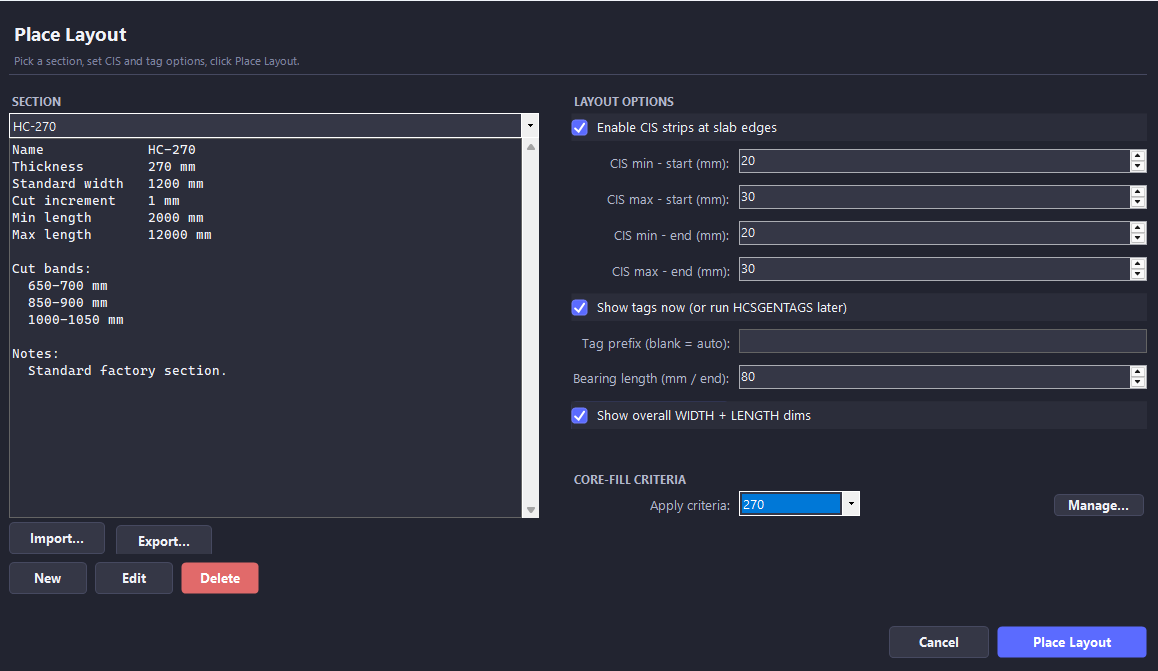 Place Layout
Pick a section, set CIS and tag options, click Place Layout.
SECTION
HC-270
Name HC-270
Thickness 270 mm
Standard width 1200 mm
Cut increment 1 mm
Min length 2000 mm
Max length 12000 mm
Cut bands:
650-700 mm
850-900 mm
1000-1050 mm
Notes:
Standard factory section.
Import...
Export...
New
Edit
Delete
LAYOUT OPTIONS
Enable CIS strips at slab edges
CIS min - start (mm): 20
CIS max - start (mm): 30
CIS min - end (mm): 20
CIS max - end (mm): 30
Show tags now (or run HCSGENTAGS later)
Tag prefix (blank = auto):
Bearing length (mm / end): 80
Show overall WIDTH + LENGTH dims
CORE-FILL CRITERIA
Apply criteria: 270
Manage...
Cancel
Place Layout